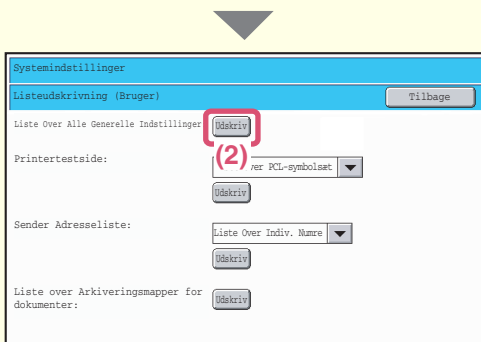 Systemindstillinger
Listeudskrivning (Bruger)
Tilbage
Liste Over Alle Generelle Indstillinger
Udskriv
(2)
Printertestside:
ver PCL-symbolsæt
Udskriv
Sender Adresseliste:
Liste Over Indiv. Numre
Udskriv
Liste over Arkiveringsmapper for
dokumenter:
Udskriv